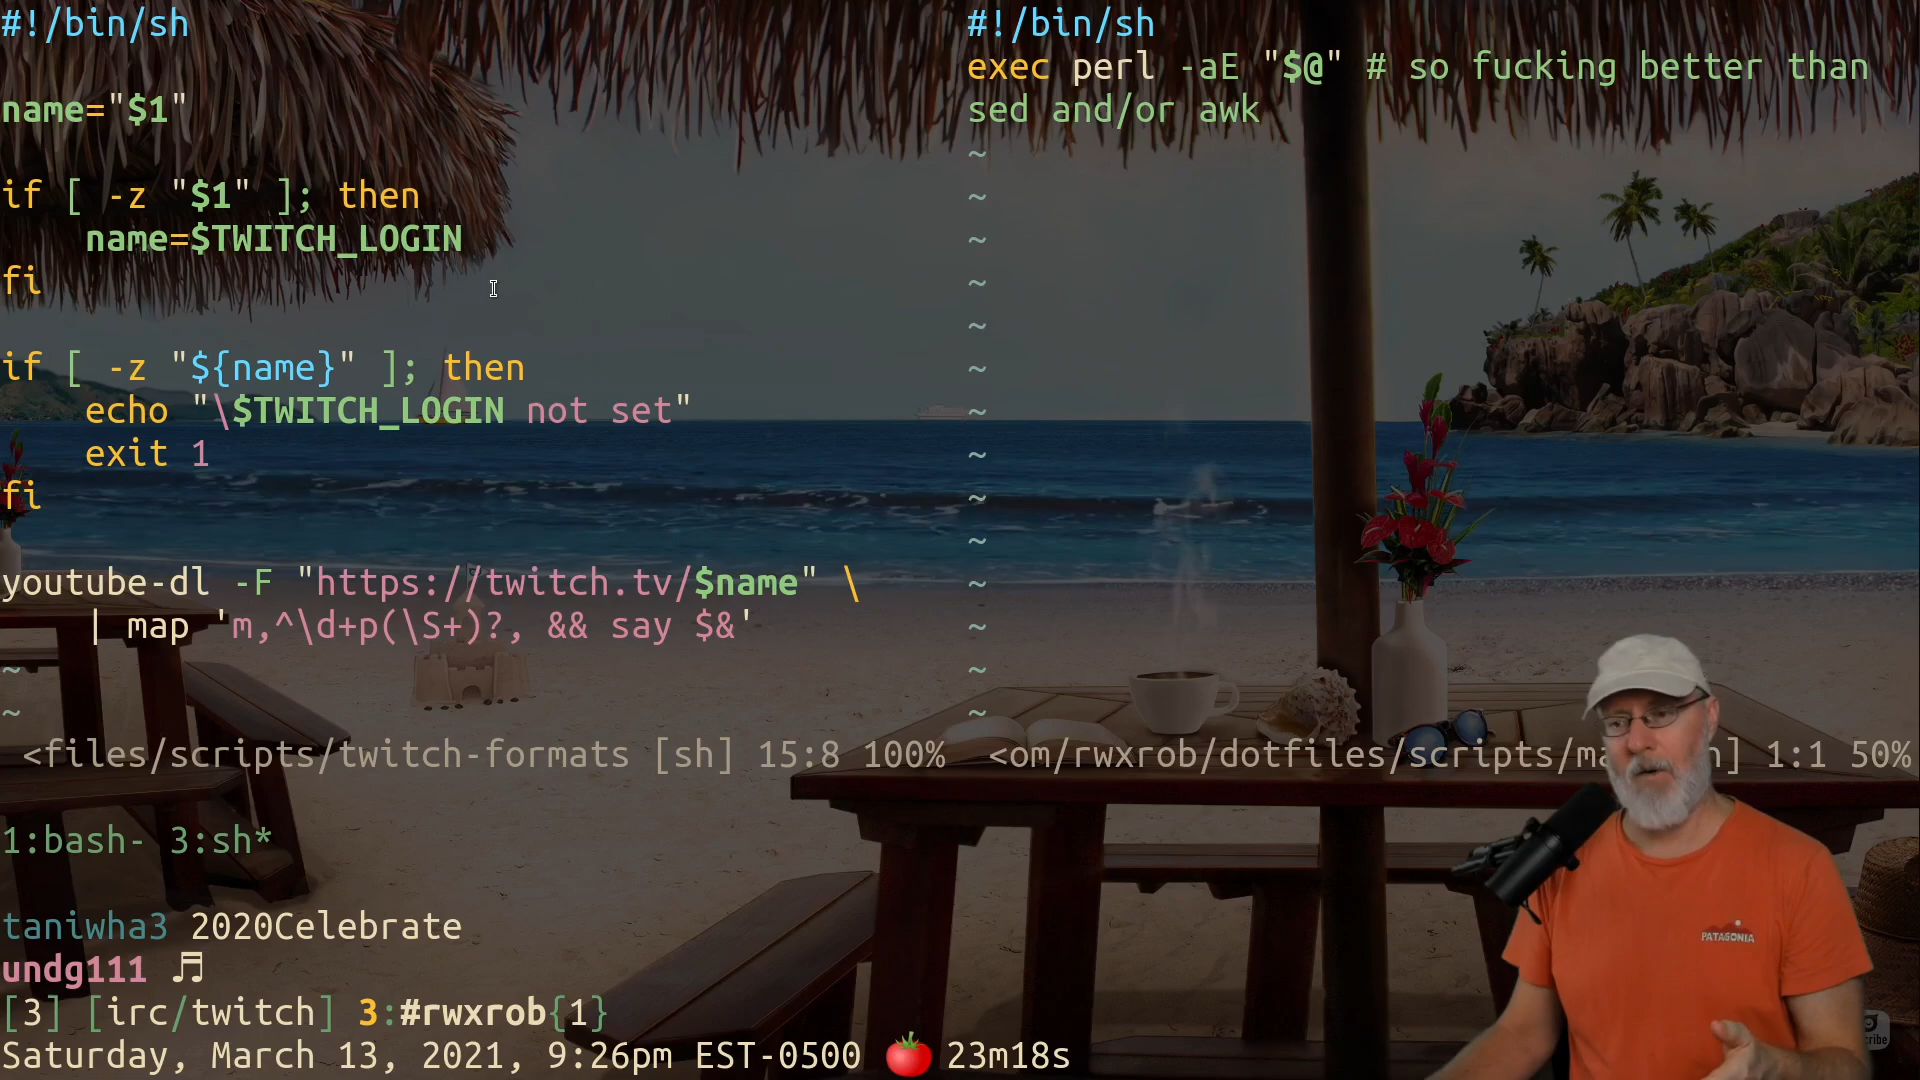 #!/bin/sh
name="$1"
if [ -z "$1" ]; then
    name=$TWITCH_LOGIN
fi
if [ -z "${name}" ]; then
    echo "\$TWITCH_LOGIN not set"
    exit 1
fi
youtube-dl -F "https://twitch.tv/$name" \
    | map 'm,^\d+p(\S+)?, && say $&'
~
~
<files/scripts/twitch-formats [sh] 15:8 100%
#!/bin/sh
exec perl -aE "$@" # so fucking better than
sed and/or awk
~
~
~
~
~
~
~
~
~
~
~
~
~
~
<om/rwxrob/dotfiles/scripts/ma ] 1:1 50%
1:bash- 3:sh*
taniwha3 2020Celebrate
undg111 ♬
[3] [irc/twitch] 3:#rwxrob{1}
Saturday, March 13, 2021, 9:26pm EST-0500 🍅 23m18s
PATAGONIA